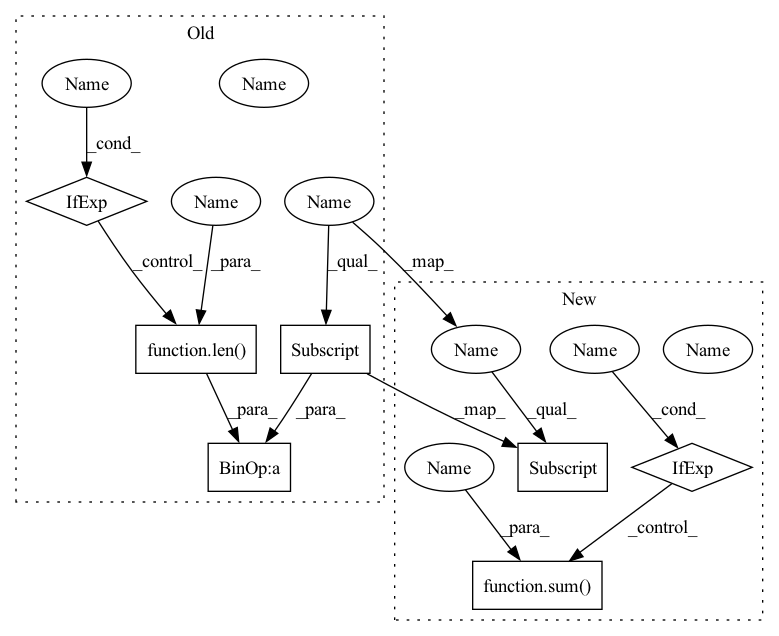 Old
Name
Name
_cond_
IfExp
Name
Name
_control_
_para_
_qual_
_map_
New
function.len()
Subscript
Name
Name
Name
_para_
_para_
_map_
_qual_
_cond_
BinOp:a
Name
Subscript
IfExp
_para_
_control_
function.sum()